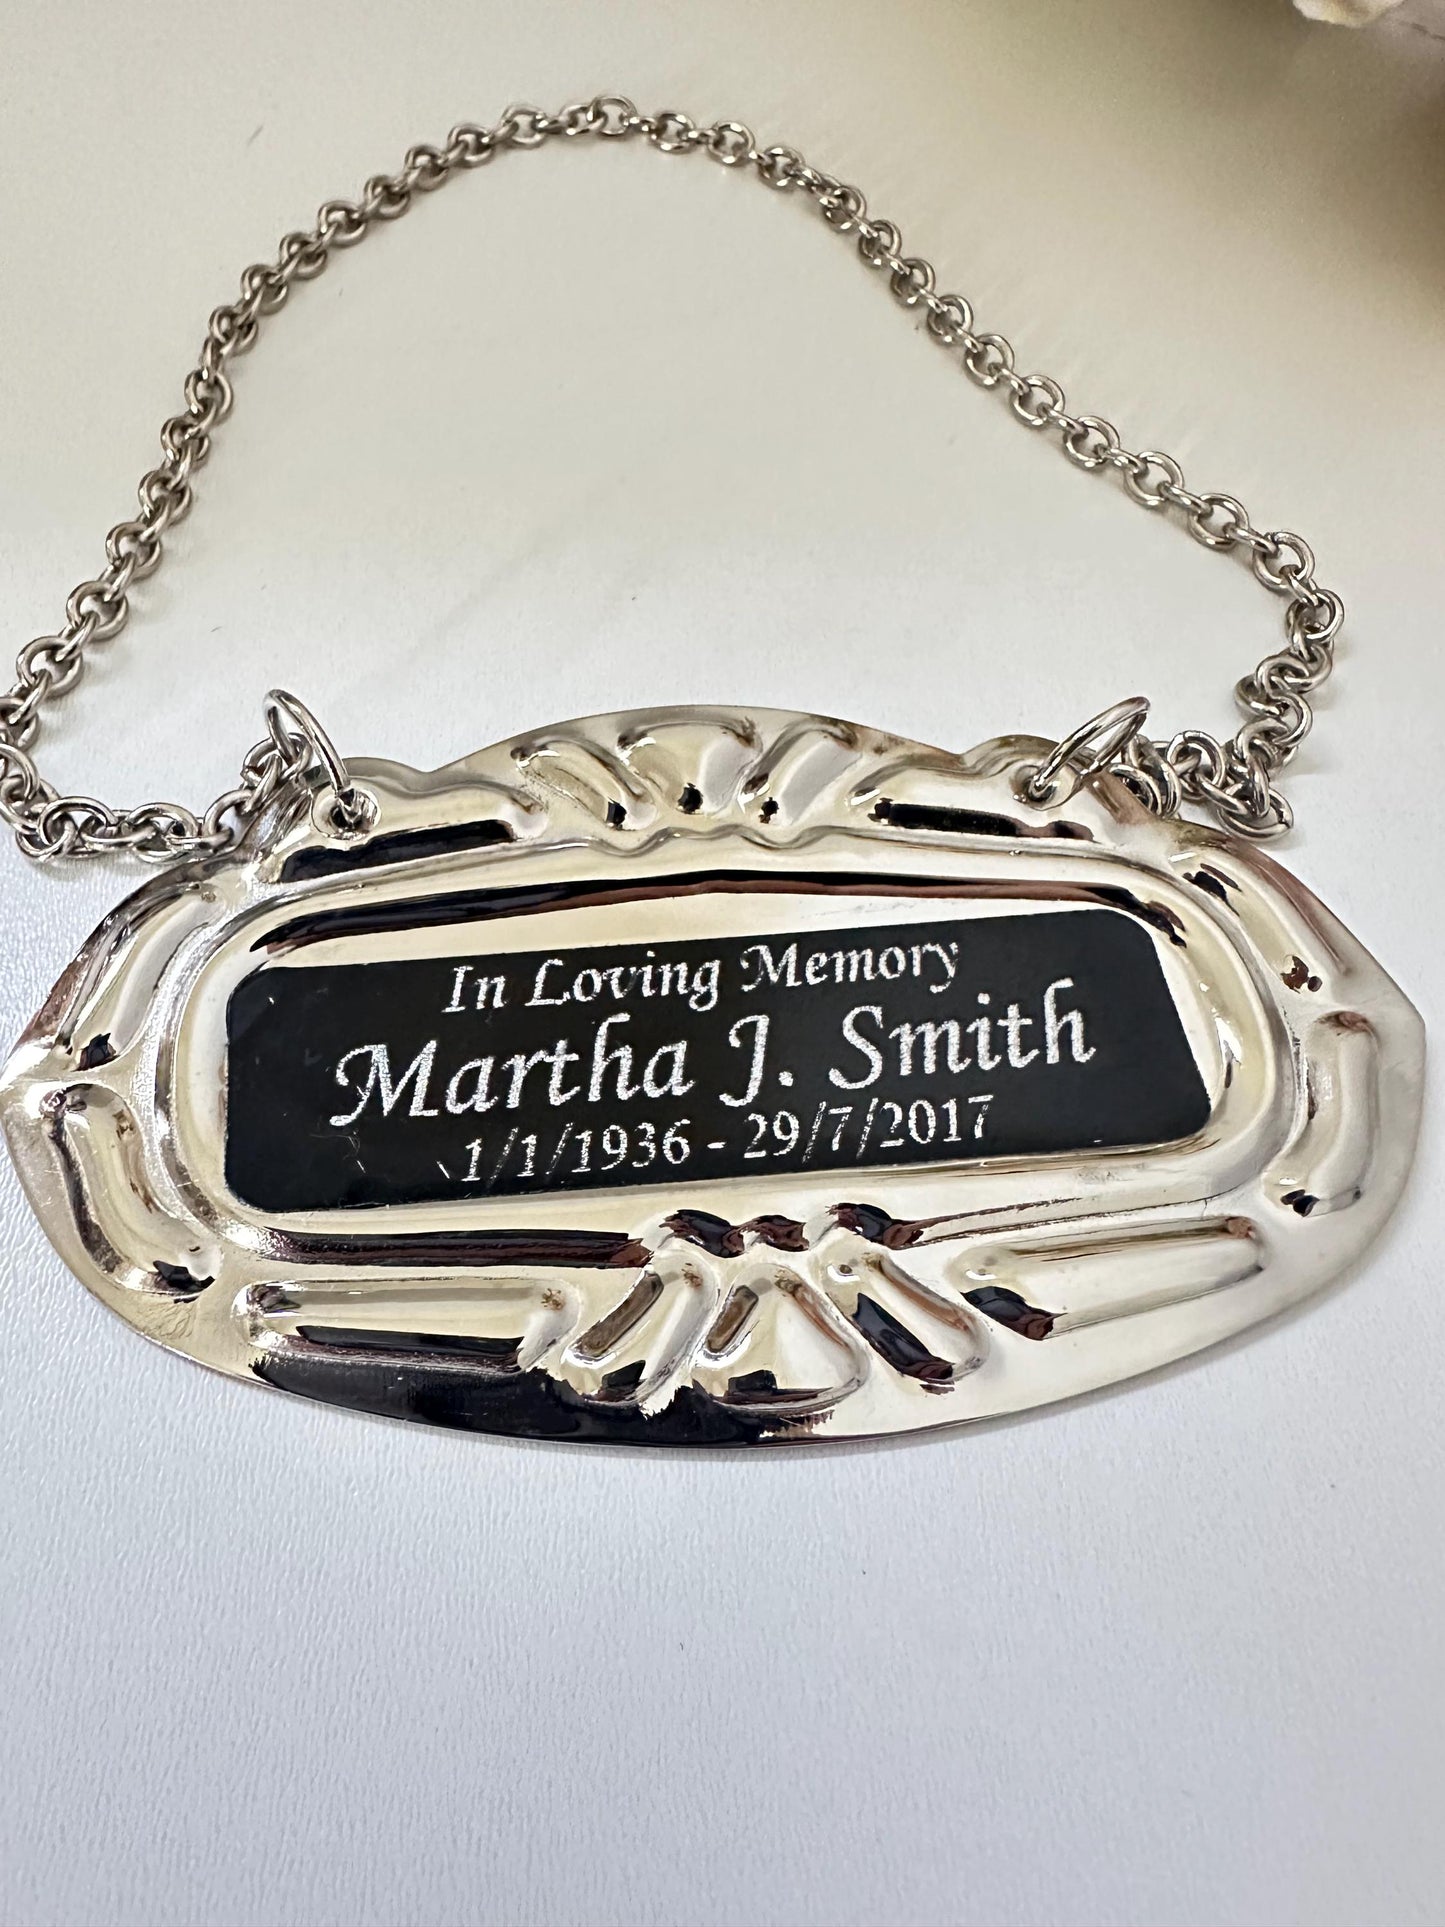 In Loving Memory
Martha J. Smith
1/1/1936 - 29/7/2017